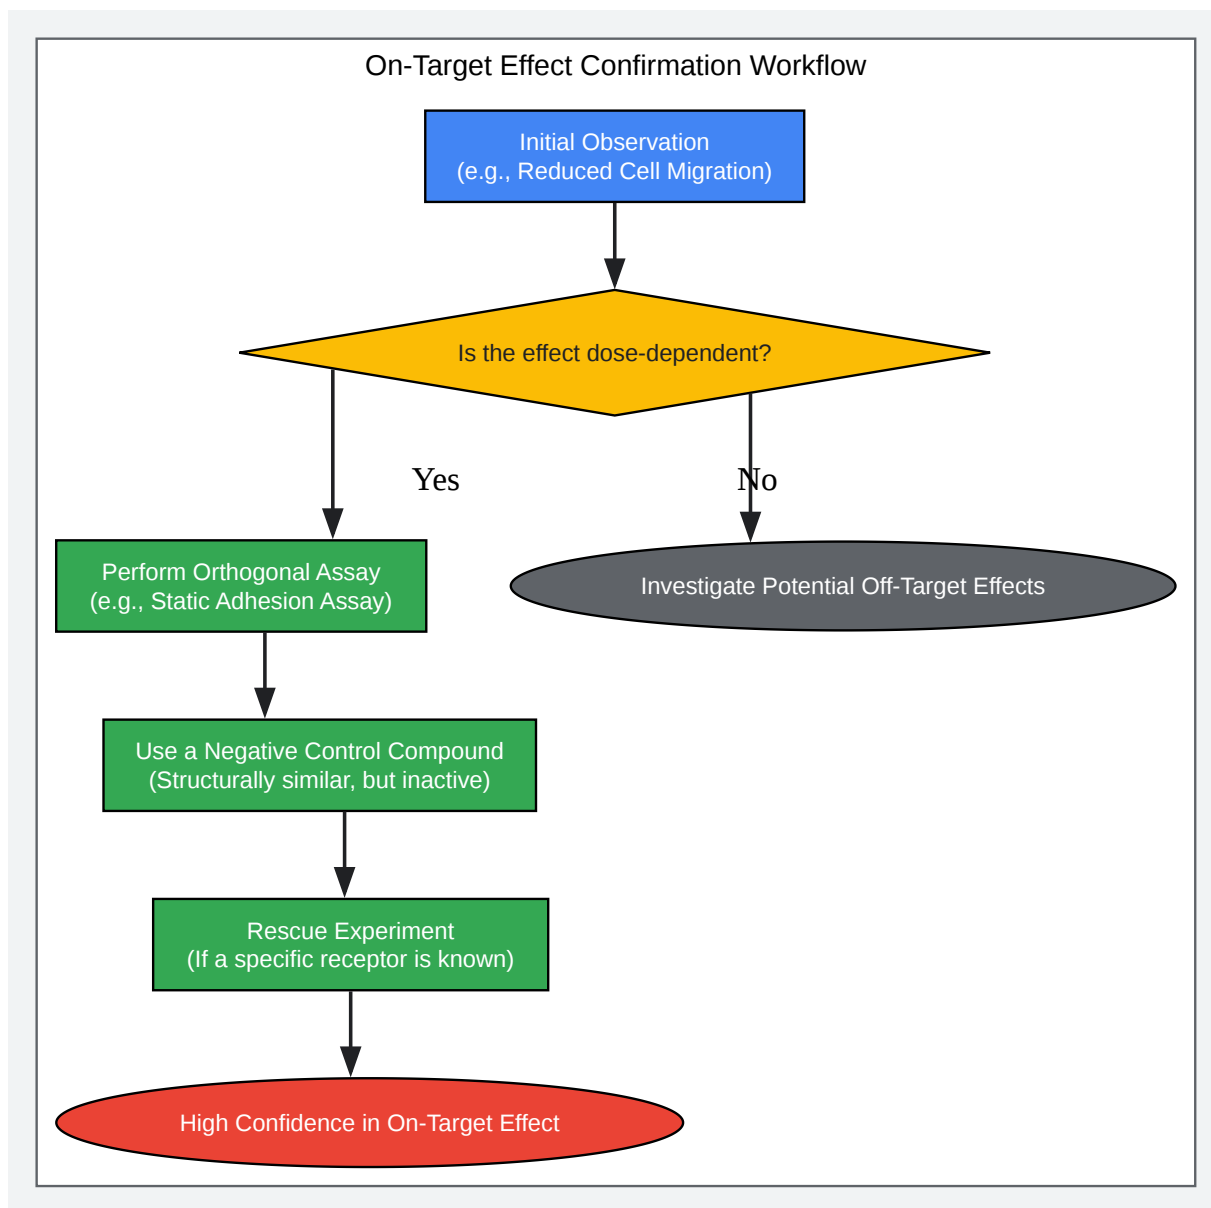 On-Target Effect Confirmation Workflow
Initial Observation
(e.g., Reduced Cell Migration)
Is the effect dose-dependent?
Yes
No
Perform Orthogonal Assay
(e.g., Static Adhesion Assay)
Investigate Potential Off-Target Effects
Use a Negative Control Compound
(Structurally similar, but inactive)
Rescue Experiment
(If a specific receptor is known)
High Confidence in On-Target Effect